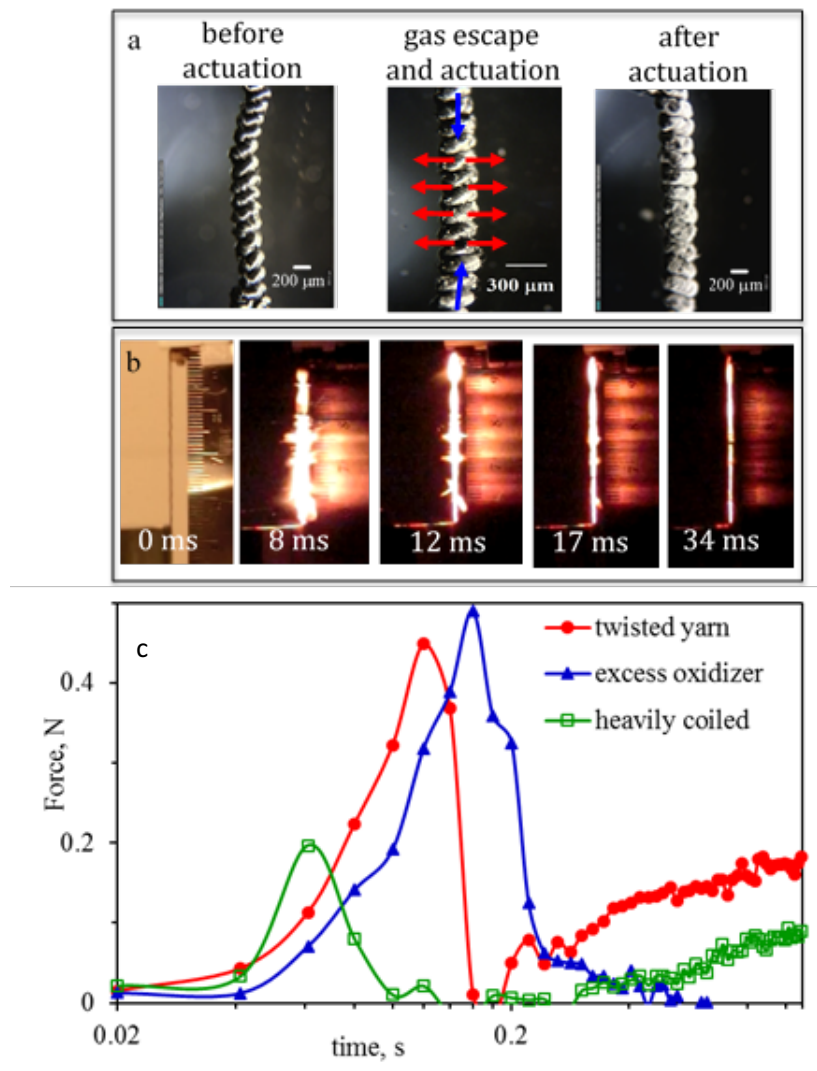 a
before
actuation
gas escape
and actuation
after
actuation
200 μm
300 μm
200 μm
b
0 ms
8 ms
12 ms
17 ms
34 ms
c
twisted yarn
excess oxidizer
heavily coiled
Force, N
0.4
0.2
0
0.02
0.2
time, s